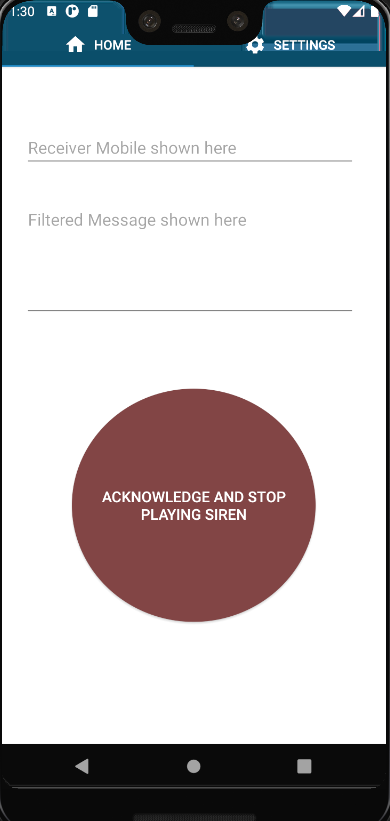 1:30
HOME
SETTINGS
Receiver Mobile shown here
Filtered Message shown here
ACKNOWLEDGE AND STOP
PLAYING SIREN